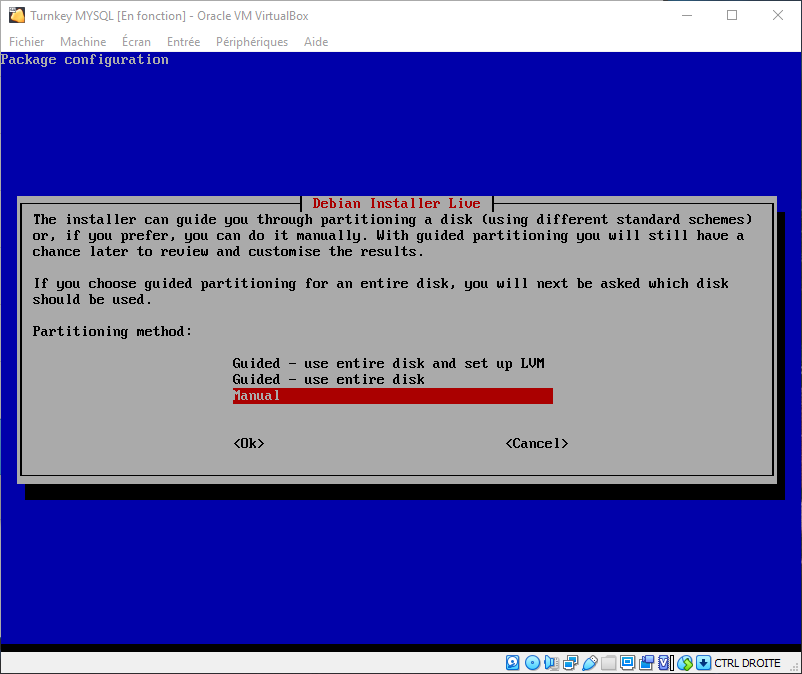 Turnkey MYSQL [En fonction] - Oracle VM VirtualBox
Fichier Machine Écran Entrée Périphériques Aide
Package configuration
Debian Installer Live
The installer can guide you through partitioning a disk (using different standard schemes)
or, if you prefer, you can do it manually. With guided partitioning you will still have a
chance later to review and customise the results.
If you choose guided partitioning for an entire disk, you will next be asked which disk
should be used.
Partitioning method:
Guided - use entire disk and set up LVM
Guided - use entire disk
Manual
<Ok> <Cancel>
CTRL DROITE